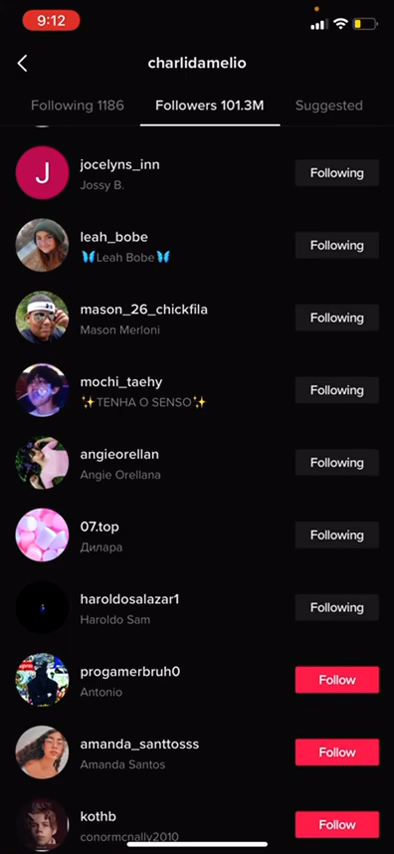 9:12
charlidamelio
Following 1186 Followers 101.3M Suggested
J
jocelyns_inn
Jossy B.
Following
leah_bobe
🦋Leah Bobe🦋
Following
mason_26_chickfila
Mason Merloni
Following
mochi_taehy
✨TENHA O SENSO✨
Following
angieorellan
Angie Orellana
Following
07.top
Дилара
Following
haroldosalazar1
Haroldo Sam
Following
progamerbruh0
Antonio
Follow
amanda_santtosss
Amanda Santos
Follow
kothb
conormcnally2010
Follow